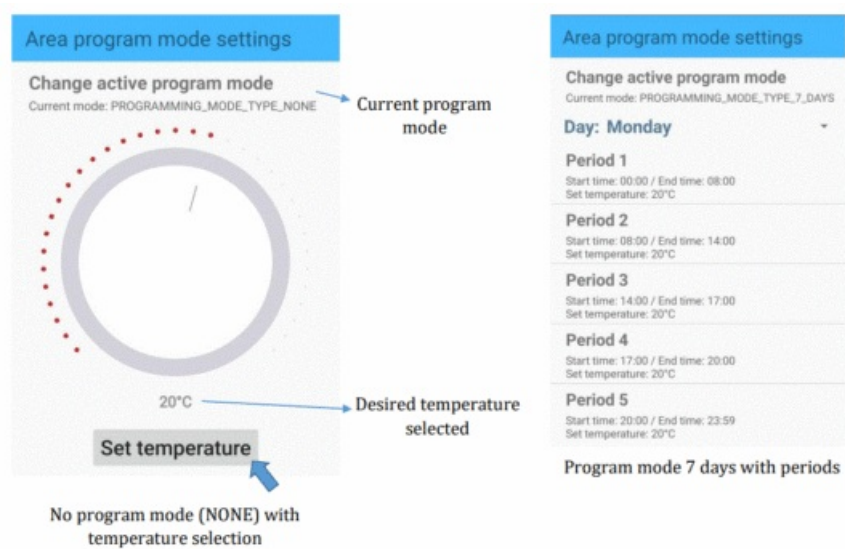 Area program mode settings
Change active program mode
Current mode: PROGRAMMING_MODE_TYPE_NONE
20°C
Set temperature
No program mode (NONE) with
temperature selection
Current program
mode
Desired temperature
selected
Area program mode settings
Change active program mode
Current mode: PROGRAMMING_MODE_TYPE_7_DAYS
Day: Monday
Period 1
Start time: 00:00 / End time: 08:00
Set temperature: 20°C
Period 2
Start time: 08:00 / End time: 14:00
Set temperature: 20°C
Period 3
Start time: 14:00 / End time: 17:00
Set temperature: 20°C
Period 4
Start time: 17:00 / End time: 20:00
Set temperature: 20°C
Period 5
Start time: 20:00 / End time: 23:59
Set temperature: 20°C
Program mode 7 days with periods